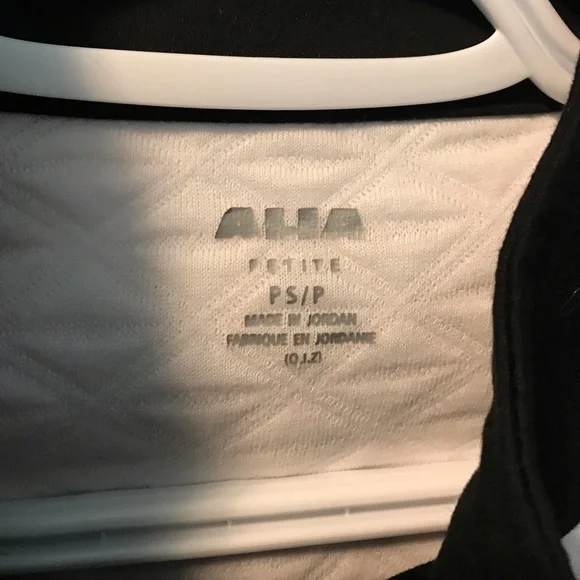 ALIA
PETITE
PS/P
MADE IN JORDAN
FABRIQUE EN JORDANIE
(Q.I.Z)